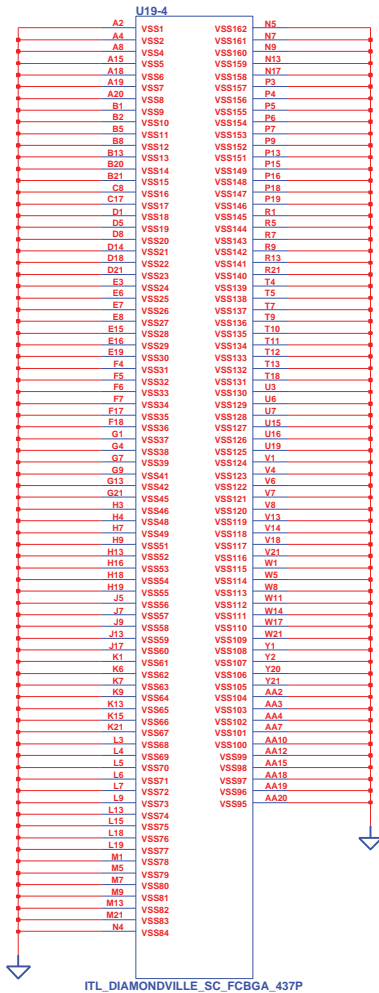 U19-4
A2 VSS1 VSS162 N5
A4 VSS2 VSS161 N7
A8 VSS4 VSS160 N9
A15 VSS5 VSS159 N13
A18 VSS6 VSS158 N17
A19 VSS7 VSS157 P3
A20 VSS8 VSS156 P4
B1 VSS9 VSS155 P5
B2 VSS10 VSS154 P6
B5 VSS11 VSS153 P7
B8 VSS12 VSS152 P9
B13 VSS13 VSS151 P13
B20 VSS14 VSS149 P15
B21 VSS15 VSS148 P16
C8 VSS16 VSS147 P18
C17 VSS17 VSS146 P19
D1 VSS18 VSS145 R1
D5 VSS19 VSS144 R5
D8 VSS20 VSS143 R7
D14 VSS21 VSS142 R9
D18 VSS22 VSS141 R13
D21 VSS23 VSS140 R21
E3 VSS24 VSS139 T4
E6 VSS25 VSS138 T5
E7 VSS26 VSS137 T7
E8 VSS27 VSS136 T9
E15 VSS28 VSS135 T10
E16 VSS29 VSS134 T11
E19 VSS30 VSS133 T12
F4 VSS31 VSS132 T13
F5 VSS32 VSS131 T18
F6 VSS33 VSS130 U3
F7 VSS34 VSS129 U6
F17 VSS35 VSS128 U7
F18 VSS36 VSS127 U15
G1 VSS37 VSS126 U16
G4 VSS38 VSS125 U19
G7 VSS39 VSS124 V1
G9 VSS41 VSS123 V4
G13 VSS42 VSS122 V6
G21 VSS45 VSS121 V7
H3 VSS46 VSS120 V8
H4 VSS48 VSS119 V13
H7 VSS49 VSS118 V14
H9 VSS51 VSS117 V18
H13 VSS52 VSS116 V21
H16 VSS53 VSS115 W1
H18 VSS54 VSS114 W5
H19 VSS55 VSS113 W8
J5 VSS56 VSS112 W11
J7 VSS57 VSS111 W14
J9 VSS58 VSS110 W17
J13 VSS59 VSS109 W21
J17 VSS60 VSS108 Y1
K1 VSS61 VSS107 Y2
K6 VSS62 VSS106 Y20
K7 VSS63 VSS105 Y21
K9 VSS64 VSS104 AA2
K13 VSS65 VSS103 AA3
K15 VSS66 VSS102 AA4
K21 VSS67 VSS101 AA7
L3 VSS68 VSS100 AA10
L4 VSS69 VSS99 AA12
L5 VSS70 VSS98 AA15
L6 VSS71 VSS97 AA18
L7 VSS72 VSS96 AA19
L9 VSS73 VSS95 AA20
L13 VSS74
L15 VSS75
L18 VSS76
L19 VSS77
M1 VSS78
M5 VSS79
M7 VSS80
M9 VSS81
M13 VSS82
M21 VSS83
N4 VSS84
ITL_DIAMONDVILLE_SC_FCBGA_437P